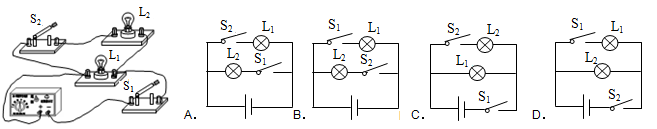 S₂
L₂
L₁
S₁
A.
S₂ L₁
L₂ S₁
B.
S₁ L₁
L₂ S₂
C.
S₂ L₂
L₁
S₁
D.
S₁ L₁
L₂
S₂